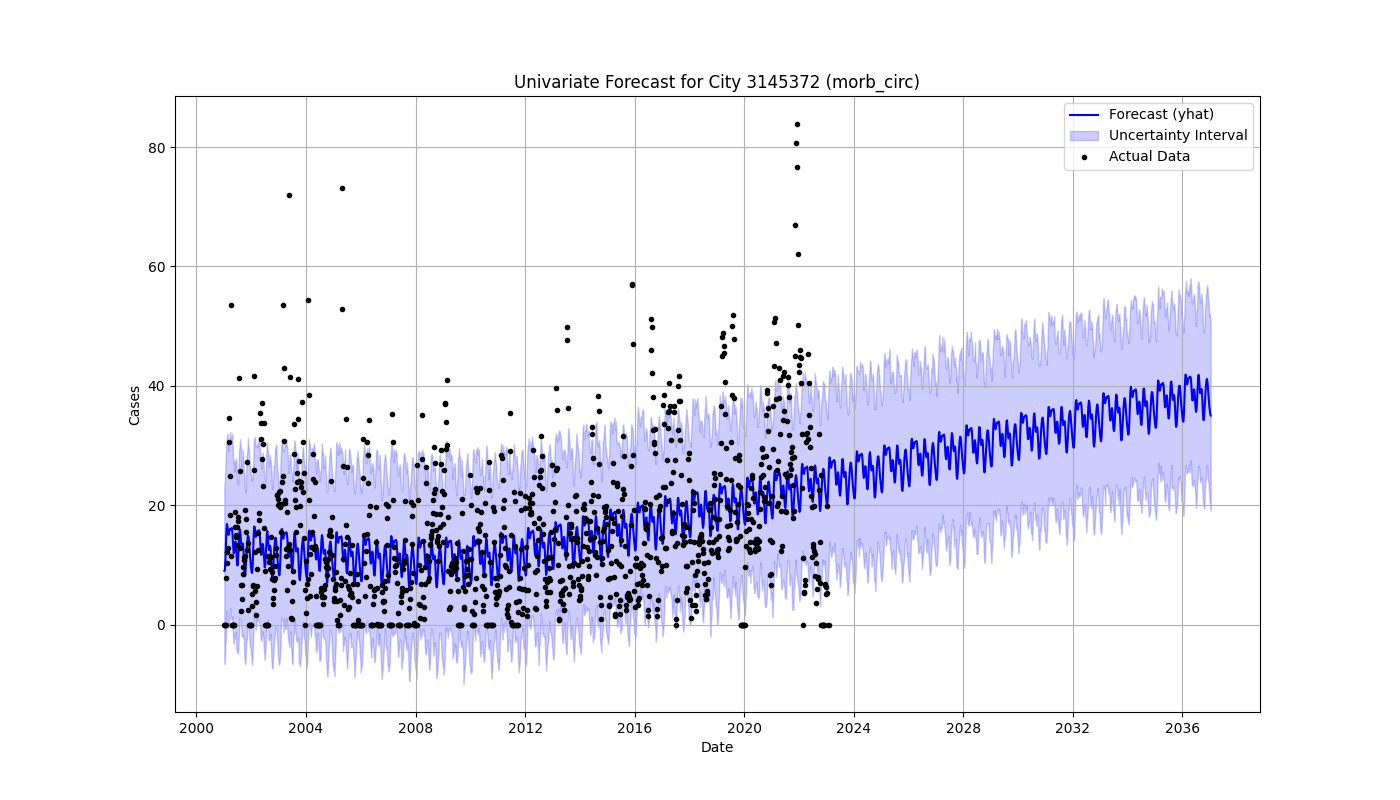 Univariate Forecast for City 3145372 (morb_circ)
Forecast (yhat)
Uncertainty Interval
Actual Data
Cases
80
60
40
20
0
2000 2004 2008 2012 2016 2020 2024 2028 2032 2036
Date